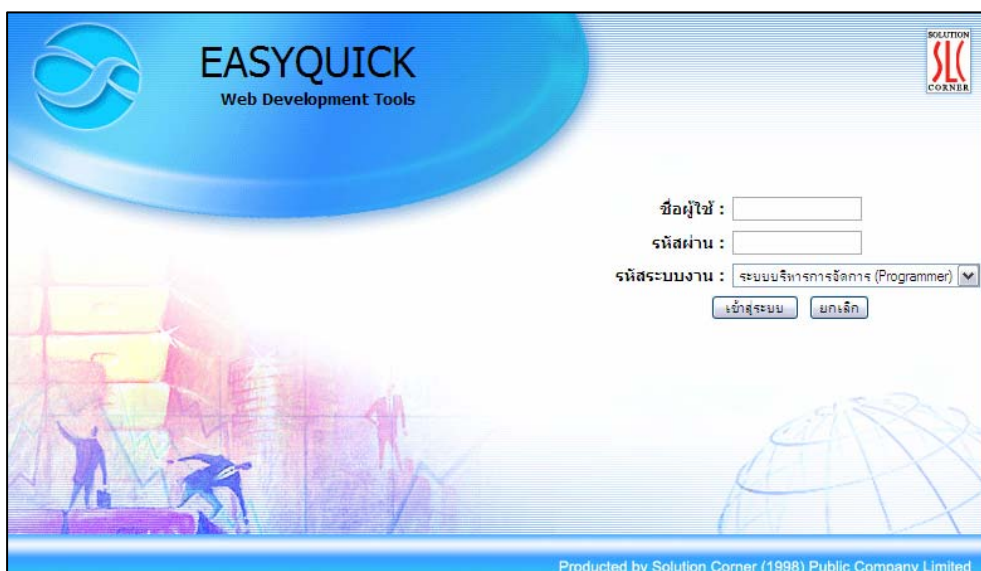 EASYQUICK
Web Development Tools
SOLUTION
SLC
CORNER
ชื่อผู้ใช้ :
รหัสผ่าน :
รหัสระบบงาน : ระบบบริหารการจัดการ (Programmer)
เข้าสู่ระบบ ยกเลิก
Producted by Solution Corner (1998) Public Company Limited